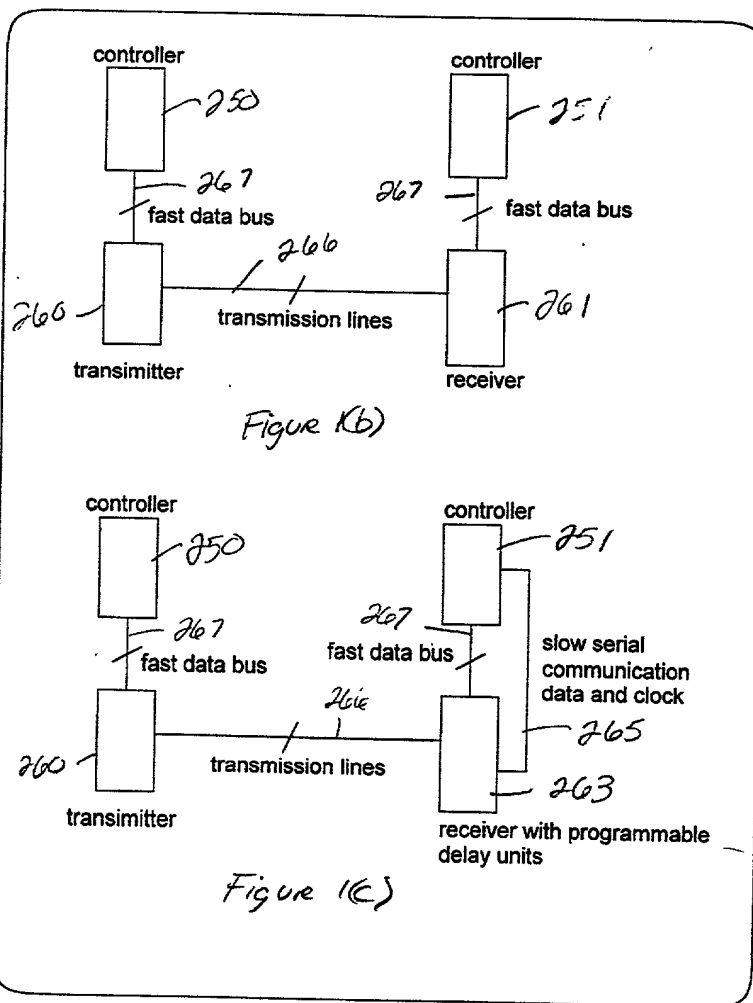 controller
controller
250
251
267
267
fast data bus
fast data bus
266
260
transmission lines
261
transimitter
receiver
Figure 1(b)
controller
controller
250
251
267
267
fast data bus
fast data bus
slow serial
communication
data and clock
266
265
260
transmission lines
263
transimitter
receiver with programmable
delay units
Figure 1(c)